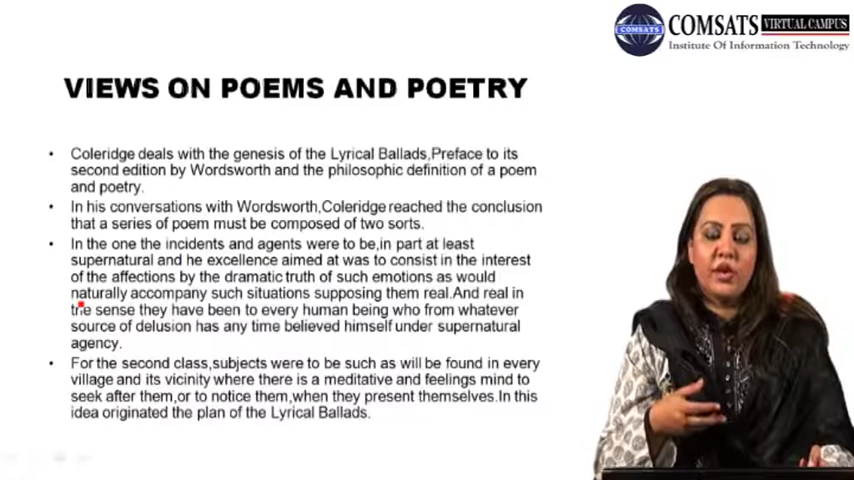 COMSATS
COMSATS VIRTUAL CAMPUS
Institute Of Information Technology
VIEWS ON POEMS AND POETRY
• Coleridge deals with the genesis of the Lyrical Ballads,Preface to its
second edition by Wordsworth and the philosophic definition of a poem
and poetry.
• In his conversations with Wordsworth,Coleridge reached the conclusion
that a series of poem must be composed of two sorts.
• In the one the incidents and agents were to be,in part at least
supernatural and he excellence aimed at was to consist in the interest
of the affections by the dramatic truth of such emotions as would
naturally accompany such situations supposing them real.And real in
the sense they have been to every human being who from whatever
source of delusion has any time believed himself under supernatural
agency.
• For the second class,subjects were to be such as will be found in every
village and its vicinity where there is a meditative and feelings mind to
seek after them,or to notice them,when they present themselves.In this
idea originated the plan of the Lyrical Ballads.